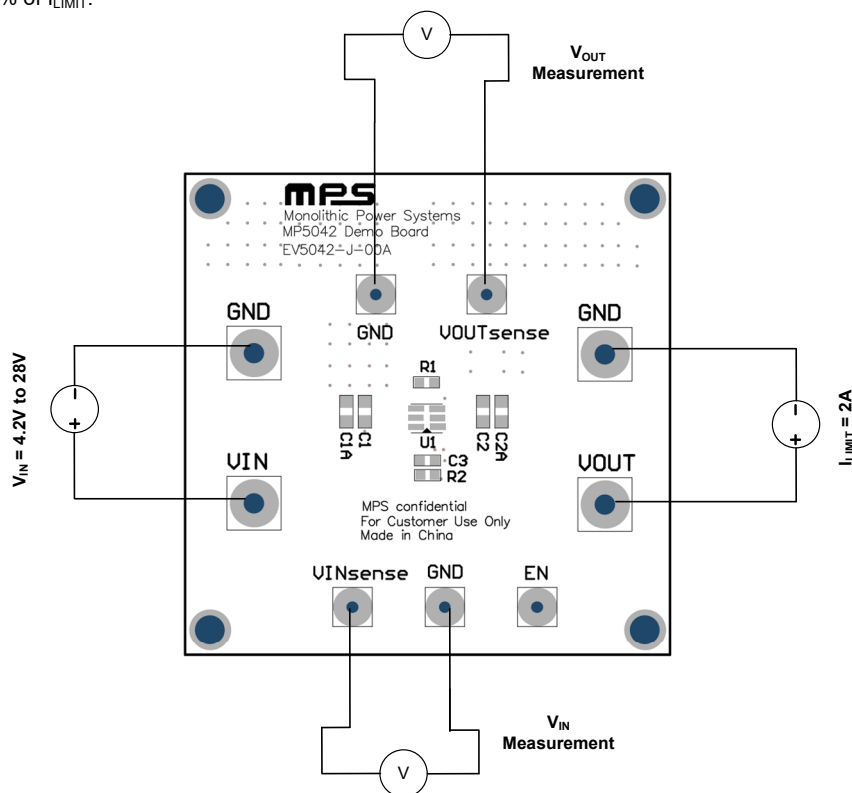 % of I_LIMIT.
V
V_OUT
Measurement
MPS
Monolithic Power Systems
MP5042 Demo Board
EV5042-J-00A
GND
GND
VOUTsense
GND
R1
V_IN = 4.2V to 28V
-
+
C1A
C1
U1
C2
C2A
-
+
I_LIMIT = 2A
VIN
C3
R2
VOUT
MPS confidential
For Customer Use Only
Made in China
VINsense
GND
EN
V_IN
Measurement
V